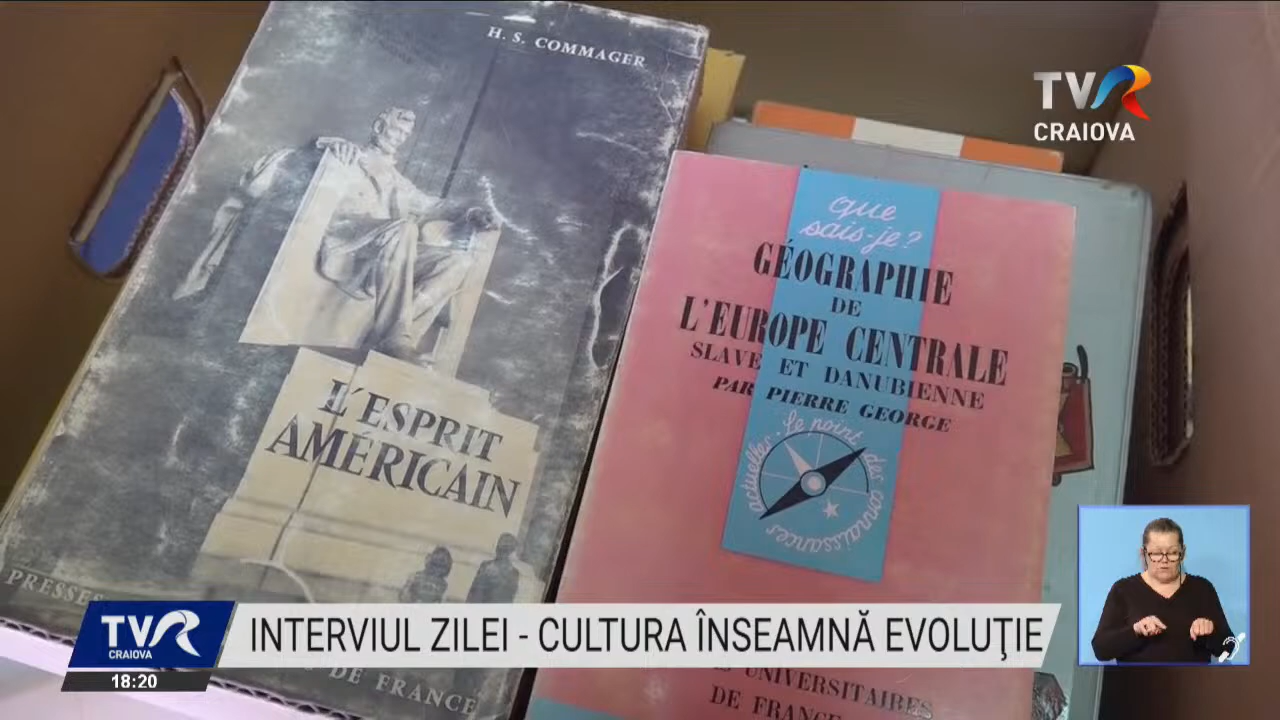 H. S. COMMAGER
L'ESPRIT
AMÉRICAIN
PRESSES
DE FRANCE
que
sais-je?
GÉOGRAPHIE
DE
L'EUROPE CENTRALE
SLAVE ET DANUBIENNE
PAR PIERRE GEORGE
le point des connaissances actuelles
UNIVERSITAIRES
DE FRANCE
TVR
CRAIOVA
TVR
CRAIOVA
18:20
INTERVIUL ZILEI - CULTURA ÎNSEAMNĂ EVOLUŢIE